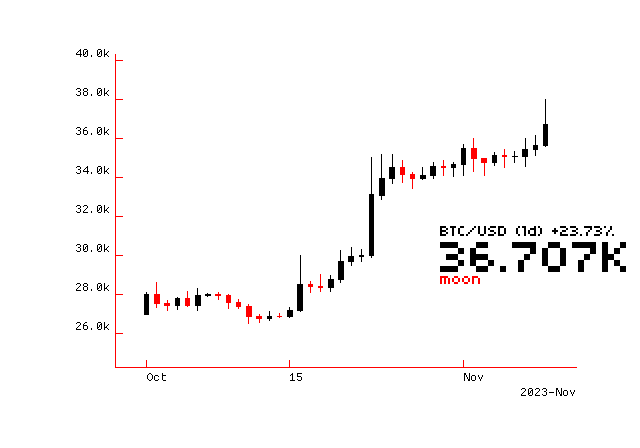 40.0k
38.0k
36.0k
34.0k
32.0k
30.0k
28.0k
26.0k
BTC/USD (1d) +23.73%
36.707K
moon
Oct 15 Nov
2023-Nov